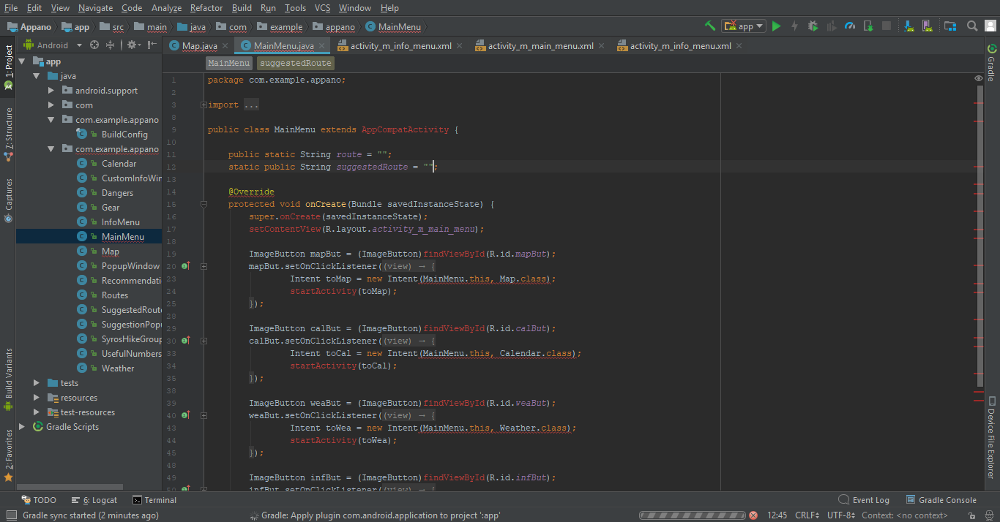 File Edit View Navigate Code Analyze Refactor Build Run Tools VCS Window Help
Appano app src main java com example appano MainMenu app
Android Map.java MainMenu.java activity_m_info_menu.xml activity_m_main_menu.xml activity_m_info_menu.xml
MainMenu suggestedRoute
1: Project
7: Structure
Captures
Build Variants
2: Favorites
app
java
android.support
com
com.example.appano
BuildConfig
com.example.appano
Calendar
CustomInfoWin
Dangers
Gear
InfoMenu
MainMenu
Map
PopupWindow
Recommendati
Routes
SuggestedRout
SuggestionPopu
SyrosHikeGroup
UsefulNumbers
Weather
tests
resources
test-resources
Gradle Scripts
1 package com.example.appano;
2
3 import ...
8
9 public class MainMenu extends AppCompatActivity {
10
11 public static String route = "";
12 static public String suggestedRoute = "";
13
14 @Override
15 protected void onCreate(Bundle savedInstanceState) {
16 super.onCreate(savedInstanceState);
17 setContentView(R.layout.activity_m_main_menu);
18
19 ImageButton mapBut = (ImageButton)findViewById(R.id.mapBut);
20 mapBut.setOnClickListener((view) → {
23 Intent toMap = new Intent(MainMenu.this, Map.class);
24 startActivity(toMap);
25 });
28
29 ImageButton calBut = (ImageButton)findViewById(R.id.calBut);
30 calBut.setOnClickListener((view) → {
33 Intent toCal = new Intent(MainMenu.this, Calendar.class);
34 startActivity(toCal);
35 });
38
39 ImageButton weaBut = (ImageButton)findViewById(R.id.weaBut);
40 weaBut.setOnClickListener((view) → {
43 Intent toWea = new Intent(MainMenu.this, Weather.class);
44 startActivity(toWea);
45 });
48
49 ImageButton infBut = (ImageButton)findViewById(R.id.infBut);
50 infBut.setOnClickListener((view) → {
Gradle
Device File Explorer
TODO 6: Logcat Terminal Event Log Gradle Console
Gradle sync started (2 minutes ago) Gradle: Apply plugin com.android.application to project ':app' 12:45 CRLF UTF-8 Context: <no context>